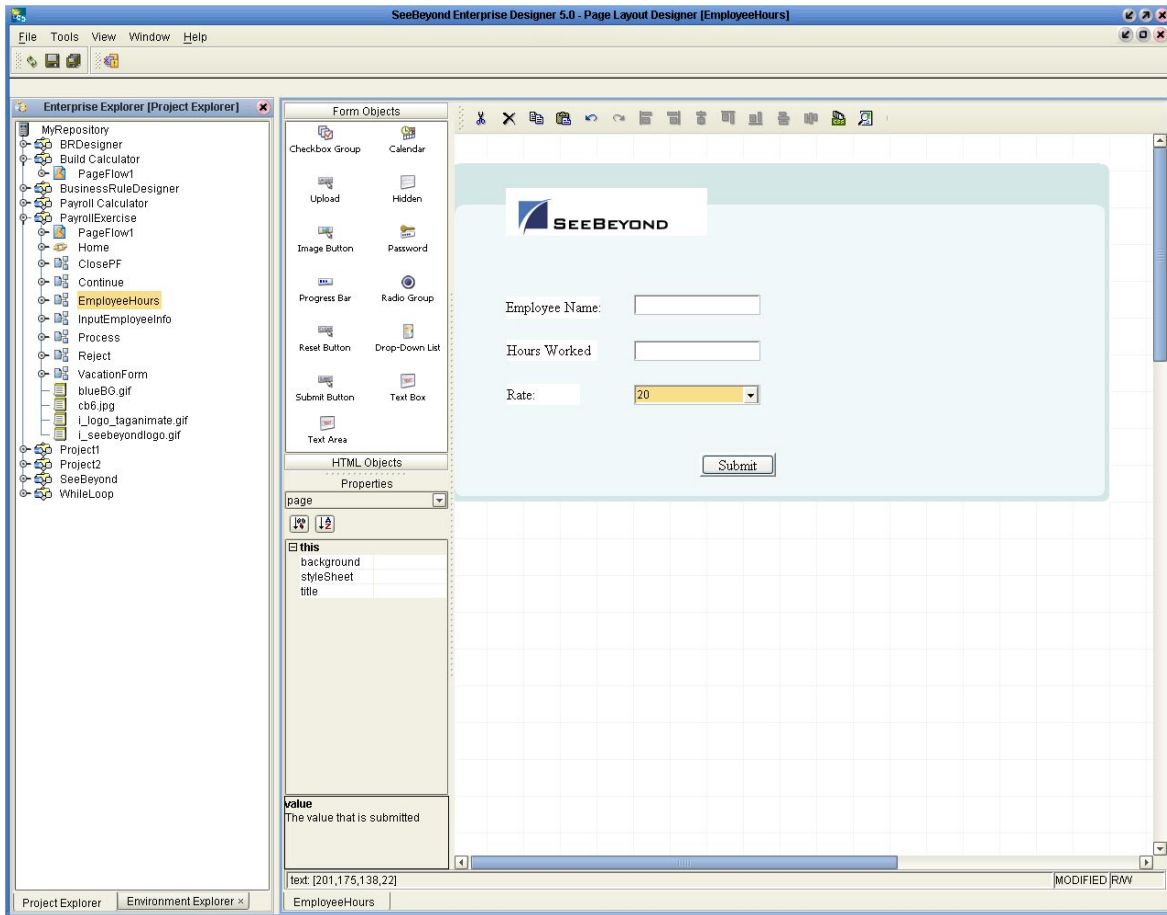 SeeBeyond Enterprise Designer 5.0 - Page Layout Designer [EmployeeHours]
File Tools View Window Help
Enterprise Explorer [Project Explorer]
MyRepository
BRDesigner
Build Calculator
PageFlow1
BusinessRuleDesigner
Payroll Calculator
PayrollExercise
PageFlow1
Home
ClosePF
Continue
EmployeeHours
InputEmployeeInfo
Process
Reject
VacationForm
blueBG.gif
cb6.jpg
i_logo_taganimate.gif
i_seebeyondlogo.gif
Project1
Project2
SeeBeyond
WhileLoop
Project Explorer
Environment Explorer ×
Form Objects
Checkbox Group Calendar
Upload Hidden
Image Button Password
Progress Bar Radio Group
Reset Button Drop-Down List
Submit Button Text Box
Text Area
HTML Objects
Properties
page
this
background
styleSheet
title
value
The value that is submitted
SEEBEYOND
Employee Name:
Hours Worked
Rate: 20
Submit
text: [201,175,138,22]
MODIFIED R/W
EmployeeHours